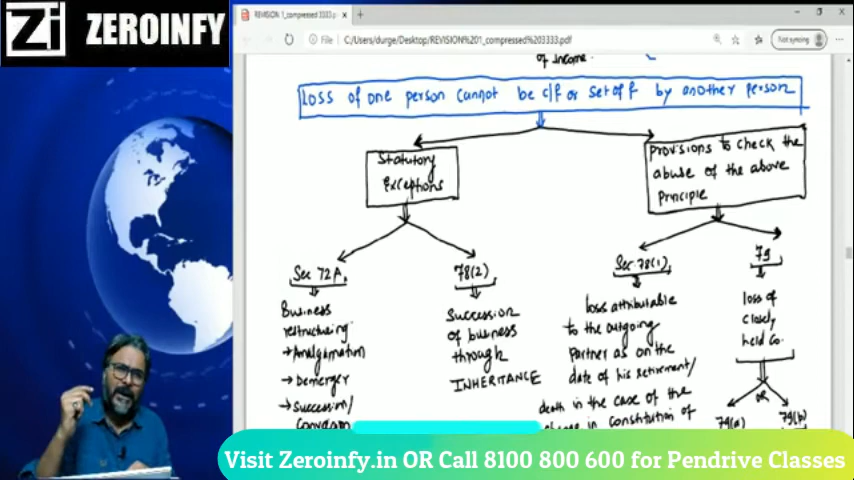 Zi ZEROINFY
REVISION 1_compressed 3333.pdf
File | C:/Users/durge/Desktop/REVISION%201_compressed%203333.pdf
Not syncing
of income.
Loss of one person cannot be c/f or set off by another person
Statutory
Exceptions
Provisions to check the
abuse of the above
principle
Sec 72A.
Business
restructuring
→Amalgamation
→Demerger
→Succession/
Conversion
78(2)
Succession
of business
through
INHERITANCE
Sec 78(1)
loss attributable
to the outgoing
Partner as on the
date of his retirement/
death in the case of the
change in constitution of
79
loss of
closely
held Co.
OR
79(a) 79(b)
Visit Zeroinfy.in OR Call 8100 800 600 for Pendrive Classes